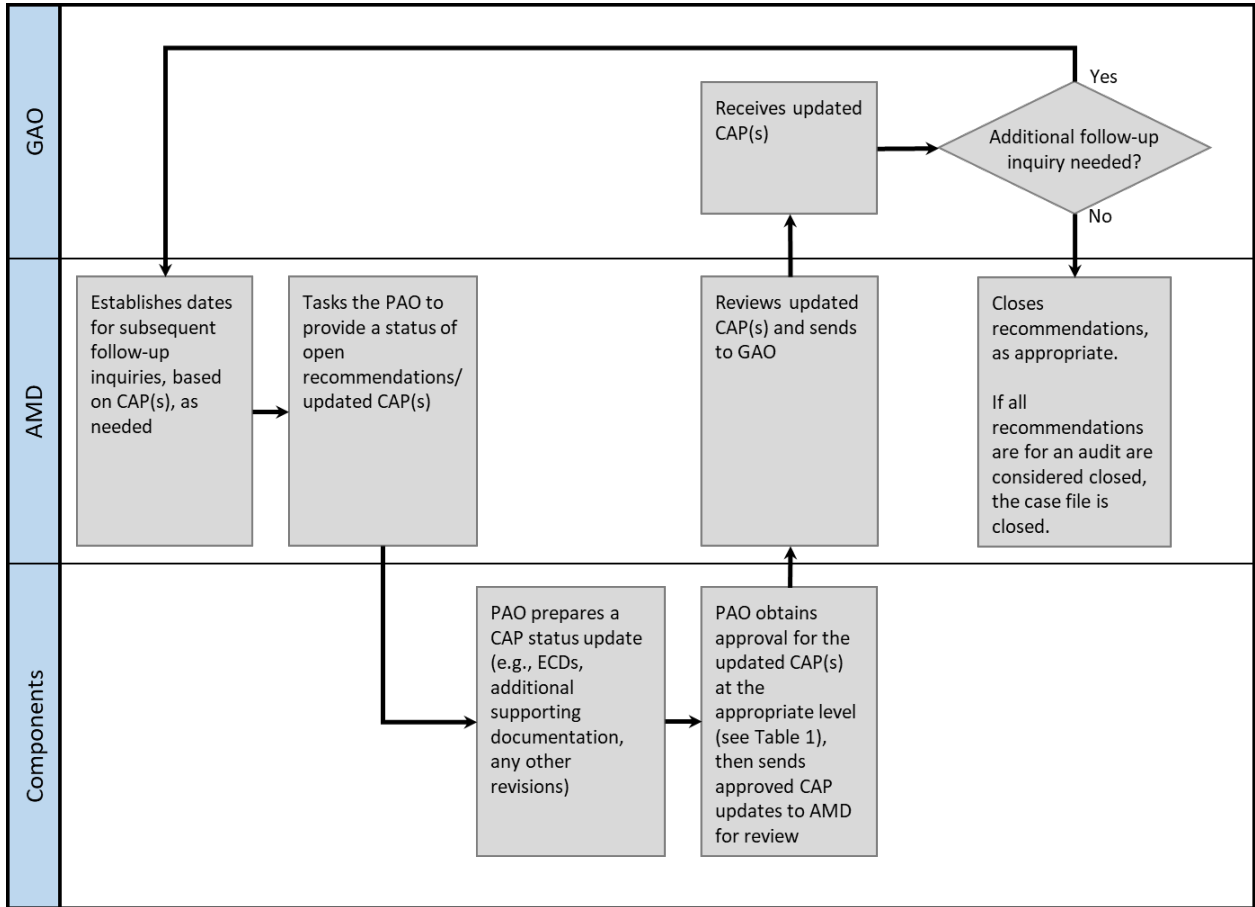 GAO
Yes
Receives updated
CAP(s)
Additional follow-up
inquiry needed?
No
AMD
Establishes dates
for subsequent
follow-up
inquiries, based
on CAP(s), as
needed
Tasks the PAO to
provide a status of
open
recommendations/
updated CAP(s)
Reviews updated
CAP(s) and sends
to GAO
Closes
recommendations,
as appropriate.
If all
recommendations
are for an audit are
considered closed,
the case file is
closed.
Components
PAO prepares a
CAP status update
(e.g., ECDs,
additional
supporting
documentation,
any other
revisions)
PAO obtains
approval for the
updated CAP(s)
at the
appropriate level
(see Table 1),
then sends
approved CAP
updates to AMD
for review